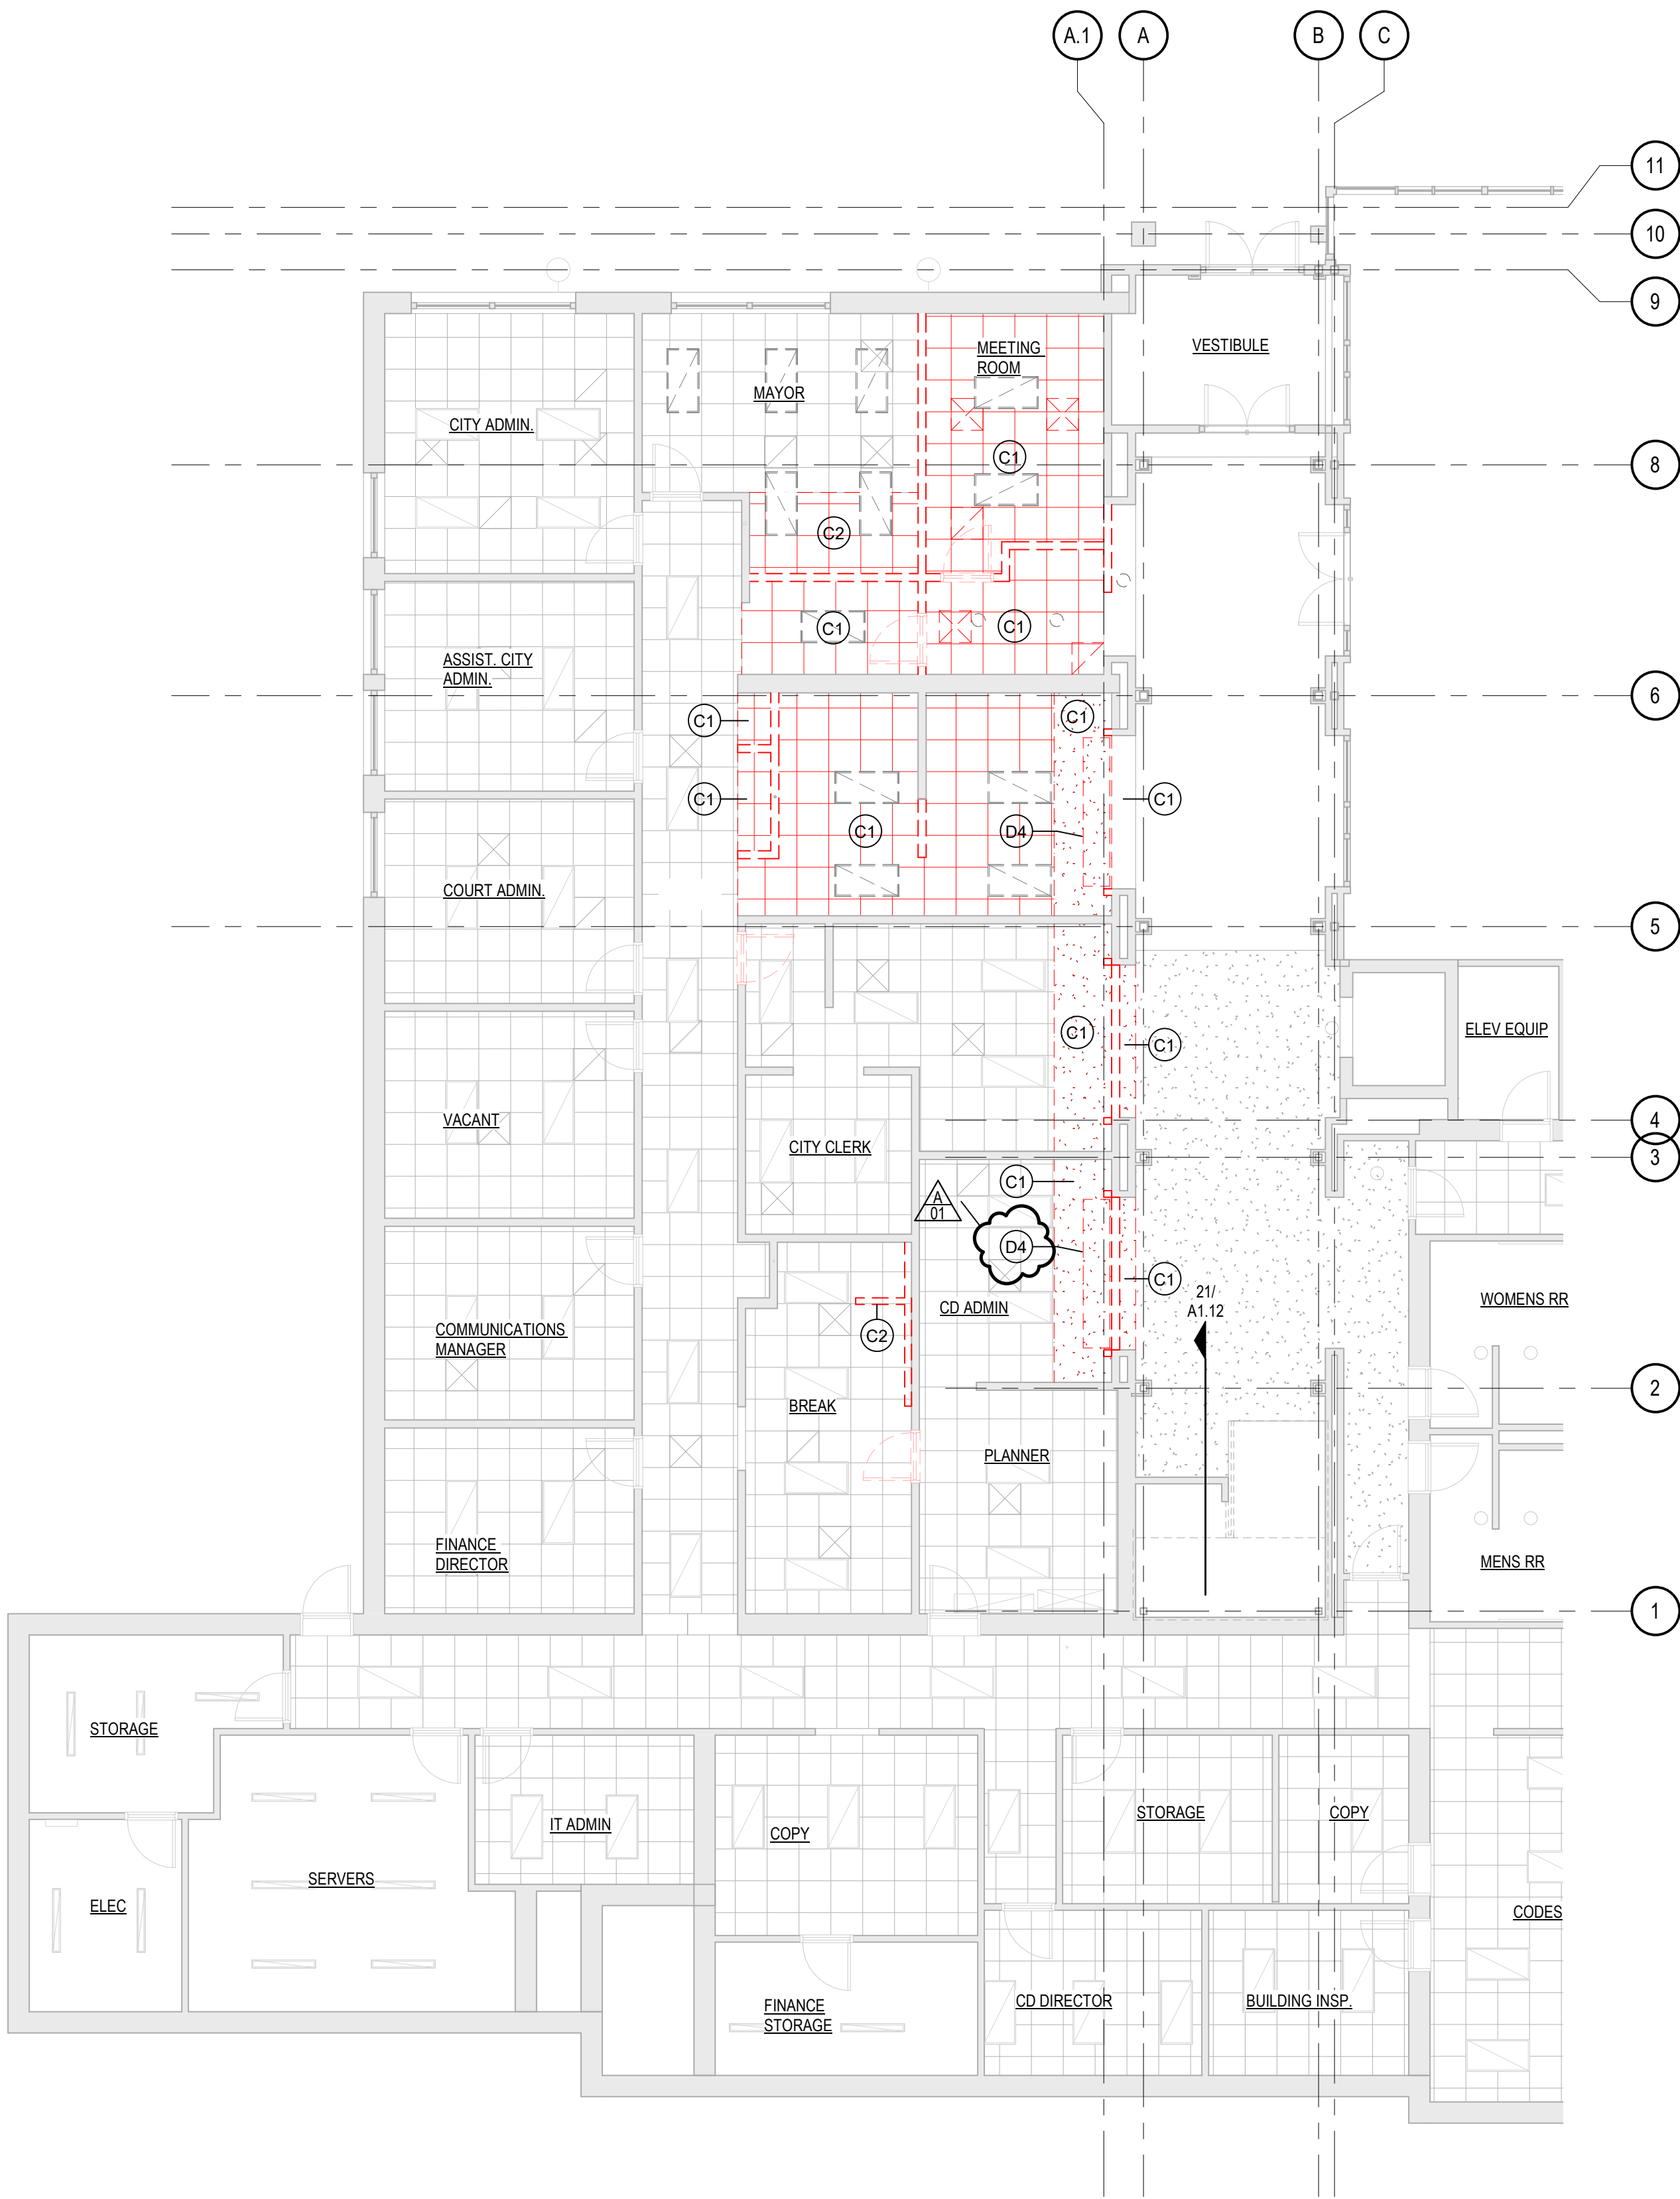 A.1
A
B
C
11
10
9
VESTIBULE
MEETING
ROOM
MAYOR
CITY ADMIN.
C1
8
C2
C1
C1
ASSIST. CITY
ADMIN.
6
C1
C1
C1
C1
C1
D4
COURT ADMIN.
5
C1
C1
ELEV EQUIP
VACANT
CITY CLERK
4
3
C1
A
01
D4
C1
21/
A1.12
CD ADMIN
WOMENS RR
COMMUNICATIONS
MANAGER
C2
2
BREAK
PLANNER
FINANCE
DIRECTOR
MENS RR
1
STORAGE
IT ADMIN
COPY
STORAGE
COPY
SERVERS
ELEC
CODES
FINANCE
STORAGE
CD DIRECTOR
BUILDING INSP.